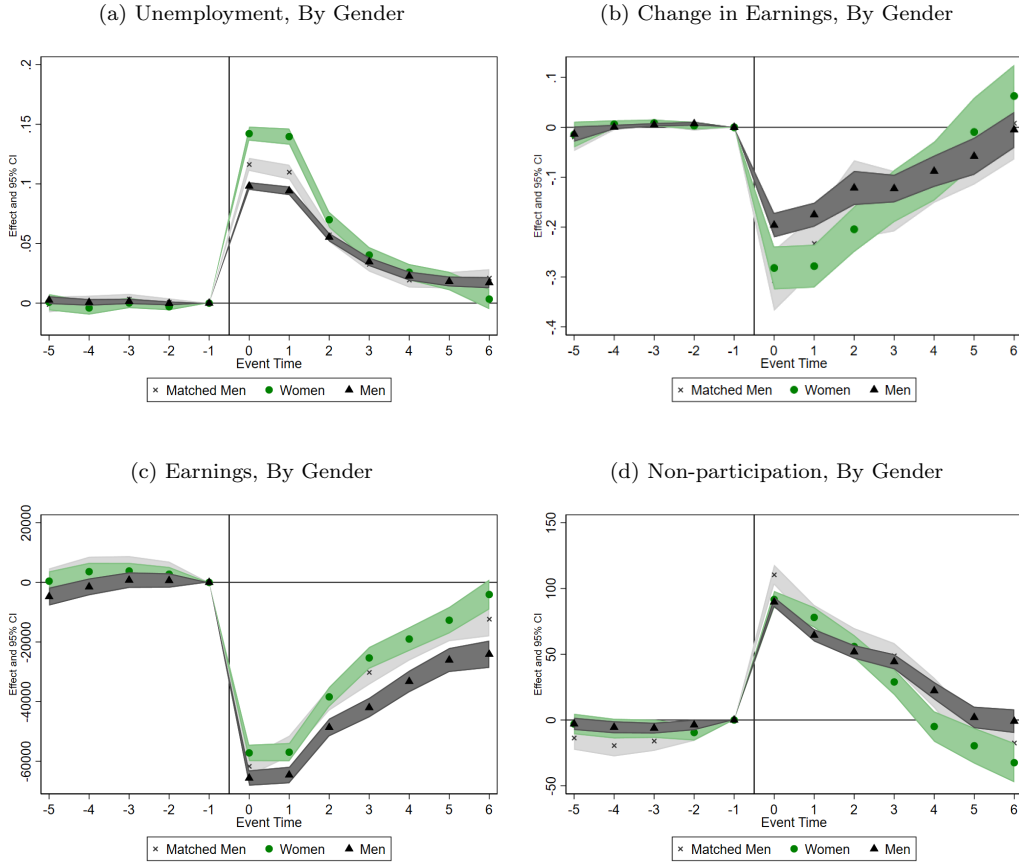 (a) Unemployment, By Gender
Effect and 95% CI
.2
.15
.1
.05
0
-5 -4 -3 -2 -1 0 1 2 3 4 5 6
Event Time
× Matched Men ● Women ▲ Men
(b) Change in Earnings, By Gender
Effect and 95% CI
.1
0
-.1
-.2
-.3
-.4
-5 -4 -3 -2 -1 0 1 2 3 4 5 6
Event Time
× Matched Men ● Women ▲ Men
(c) Earnings, By Gender
Effect and 95% CI
20000
0
-20000
-40000
-60000
-5 -4 -3 -2 -1 0 1 2 3 4 5 6
Event Time
× Matched Men ● Women ▲ Men
(d) Non-participation, By Gender
Effect and 95% CI
150
100
50
0
-50
-5 -4 -3 -2 -1 0 1 2 3 4 5 6
Event Time
× Matched Men ● Women ▲ Men